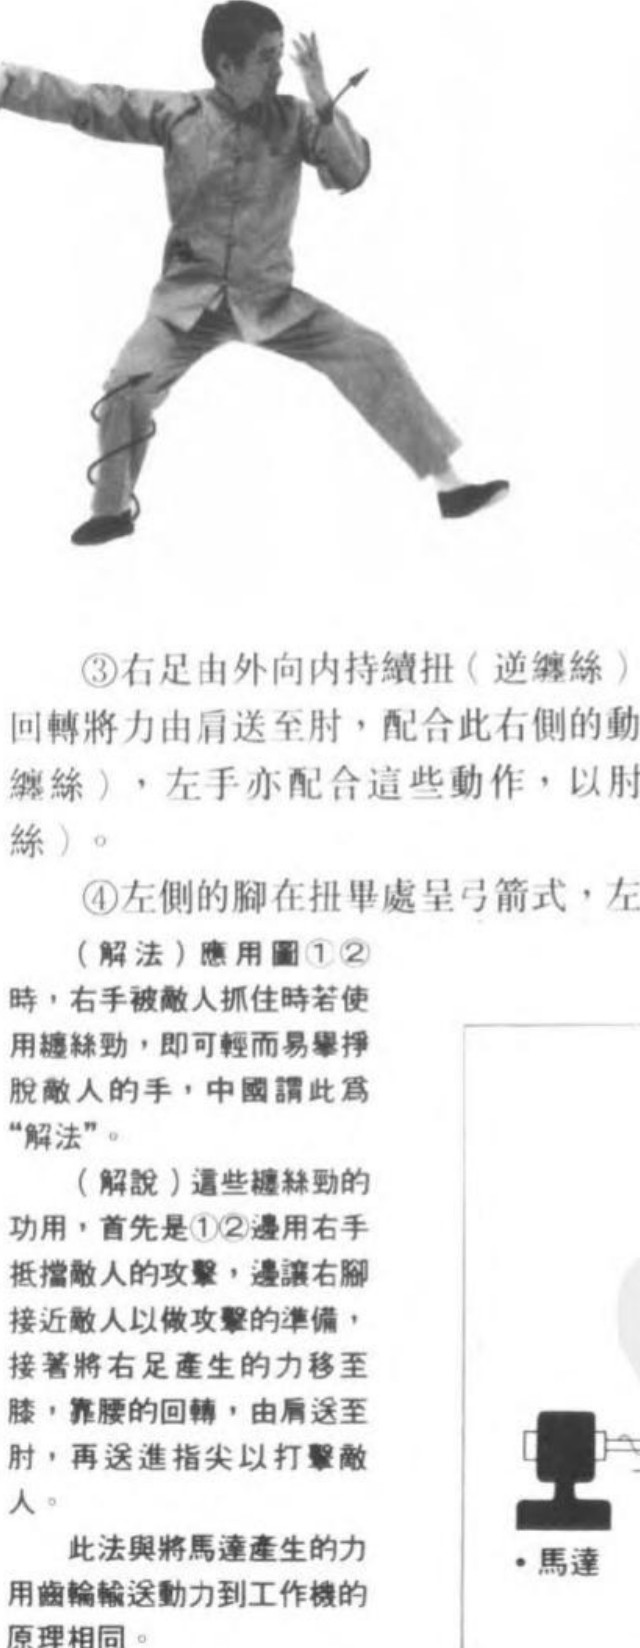 ③右足由外向内持續扭（逆纏絲）
回轉將力由肩送至肘，配合此右側的動
纏絲），左手亦配合這些動作，以肘
絲）。
④左側的腳在扭畢處呈弓箭式，左
（解法）應用圖①②
時，右手被敵人抓住時若使
用纏絲勁，即可輕而易舉掙
脫敵人的手，中國謂此爲
“解法”。
（解說）這些纏絲勁的
功用，首先是①②邊用右手
抵擋敵人的攻擊，邊讓右腳
接近敵人以做攻擊的準備，
接著將右足產生的力移至
膝，靠腰的回轉，由肩送至
肘，再送進指尖以打擊敵
人。
此法與將馬達產生的力
用齒輪輸送動力到工作機的
原理相同。
•馬達